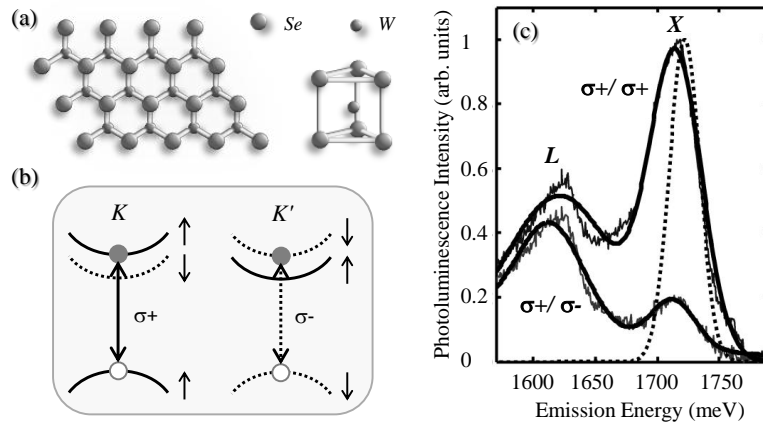 (a)
Se
W
(b)
K
K'
↑
↓
↓
↑
σ+
σ-
↑
↓
(c)
X
L
σ+/ σ+
σ+/ σ-
Photoluminescence Intensity (arb. units)
1
0.8
0.6
0.4
0.2
0
1600
1650
1700
1750
Emission Energy (meV)